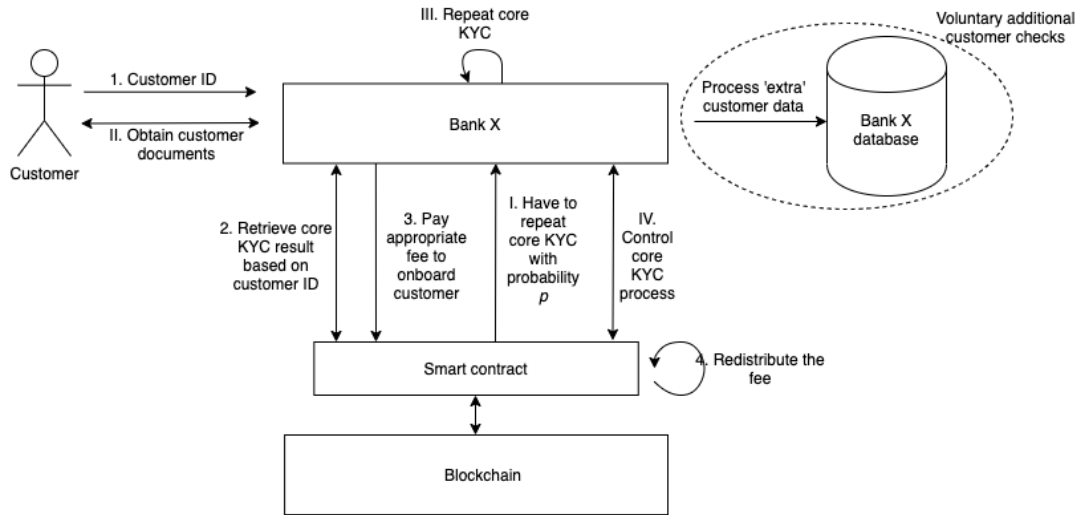 III. Repeat core
KYC
Voluntary additional
customer checks
1. Customer ID
Process 'extra'
customer data
Bank X
Bank X
database
II. Obtain customer
documents
Customer
2. Retrieve core
KYC result
based on
customer ID
3. Pay
appropriate
fee to
onboard
customer
I. Have to
repeat
core KYC
with
probability
p
IV.
Control
core
KYC
process
Smart contract
4. Redistribute the
fee
Blockchain